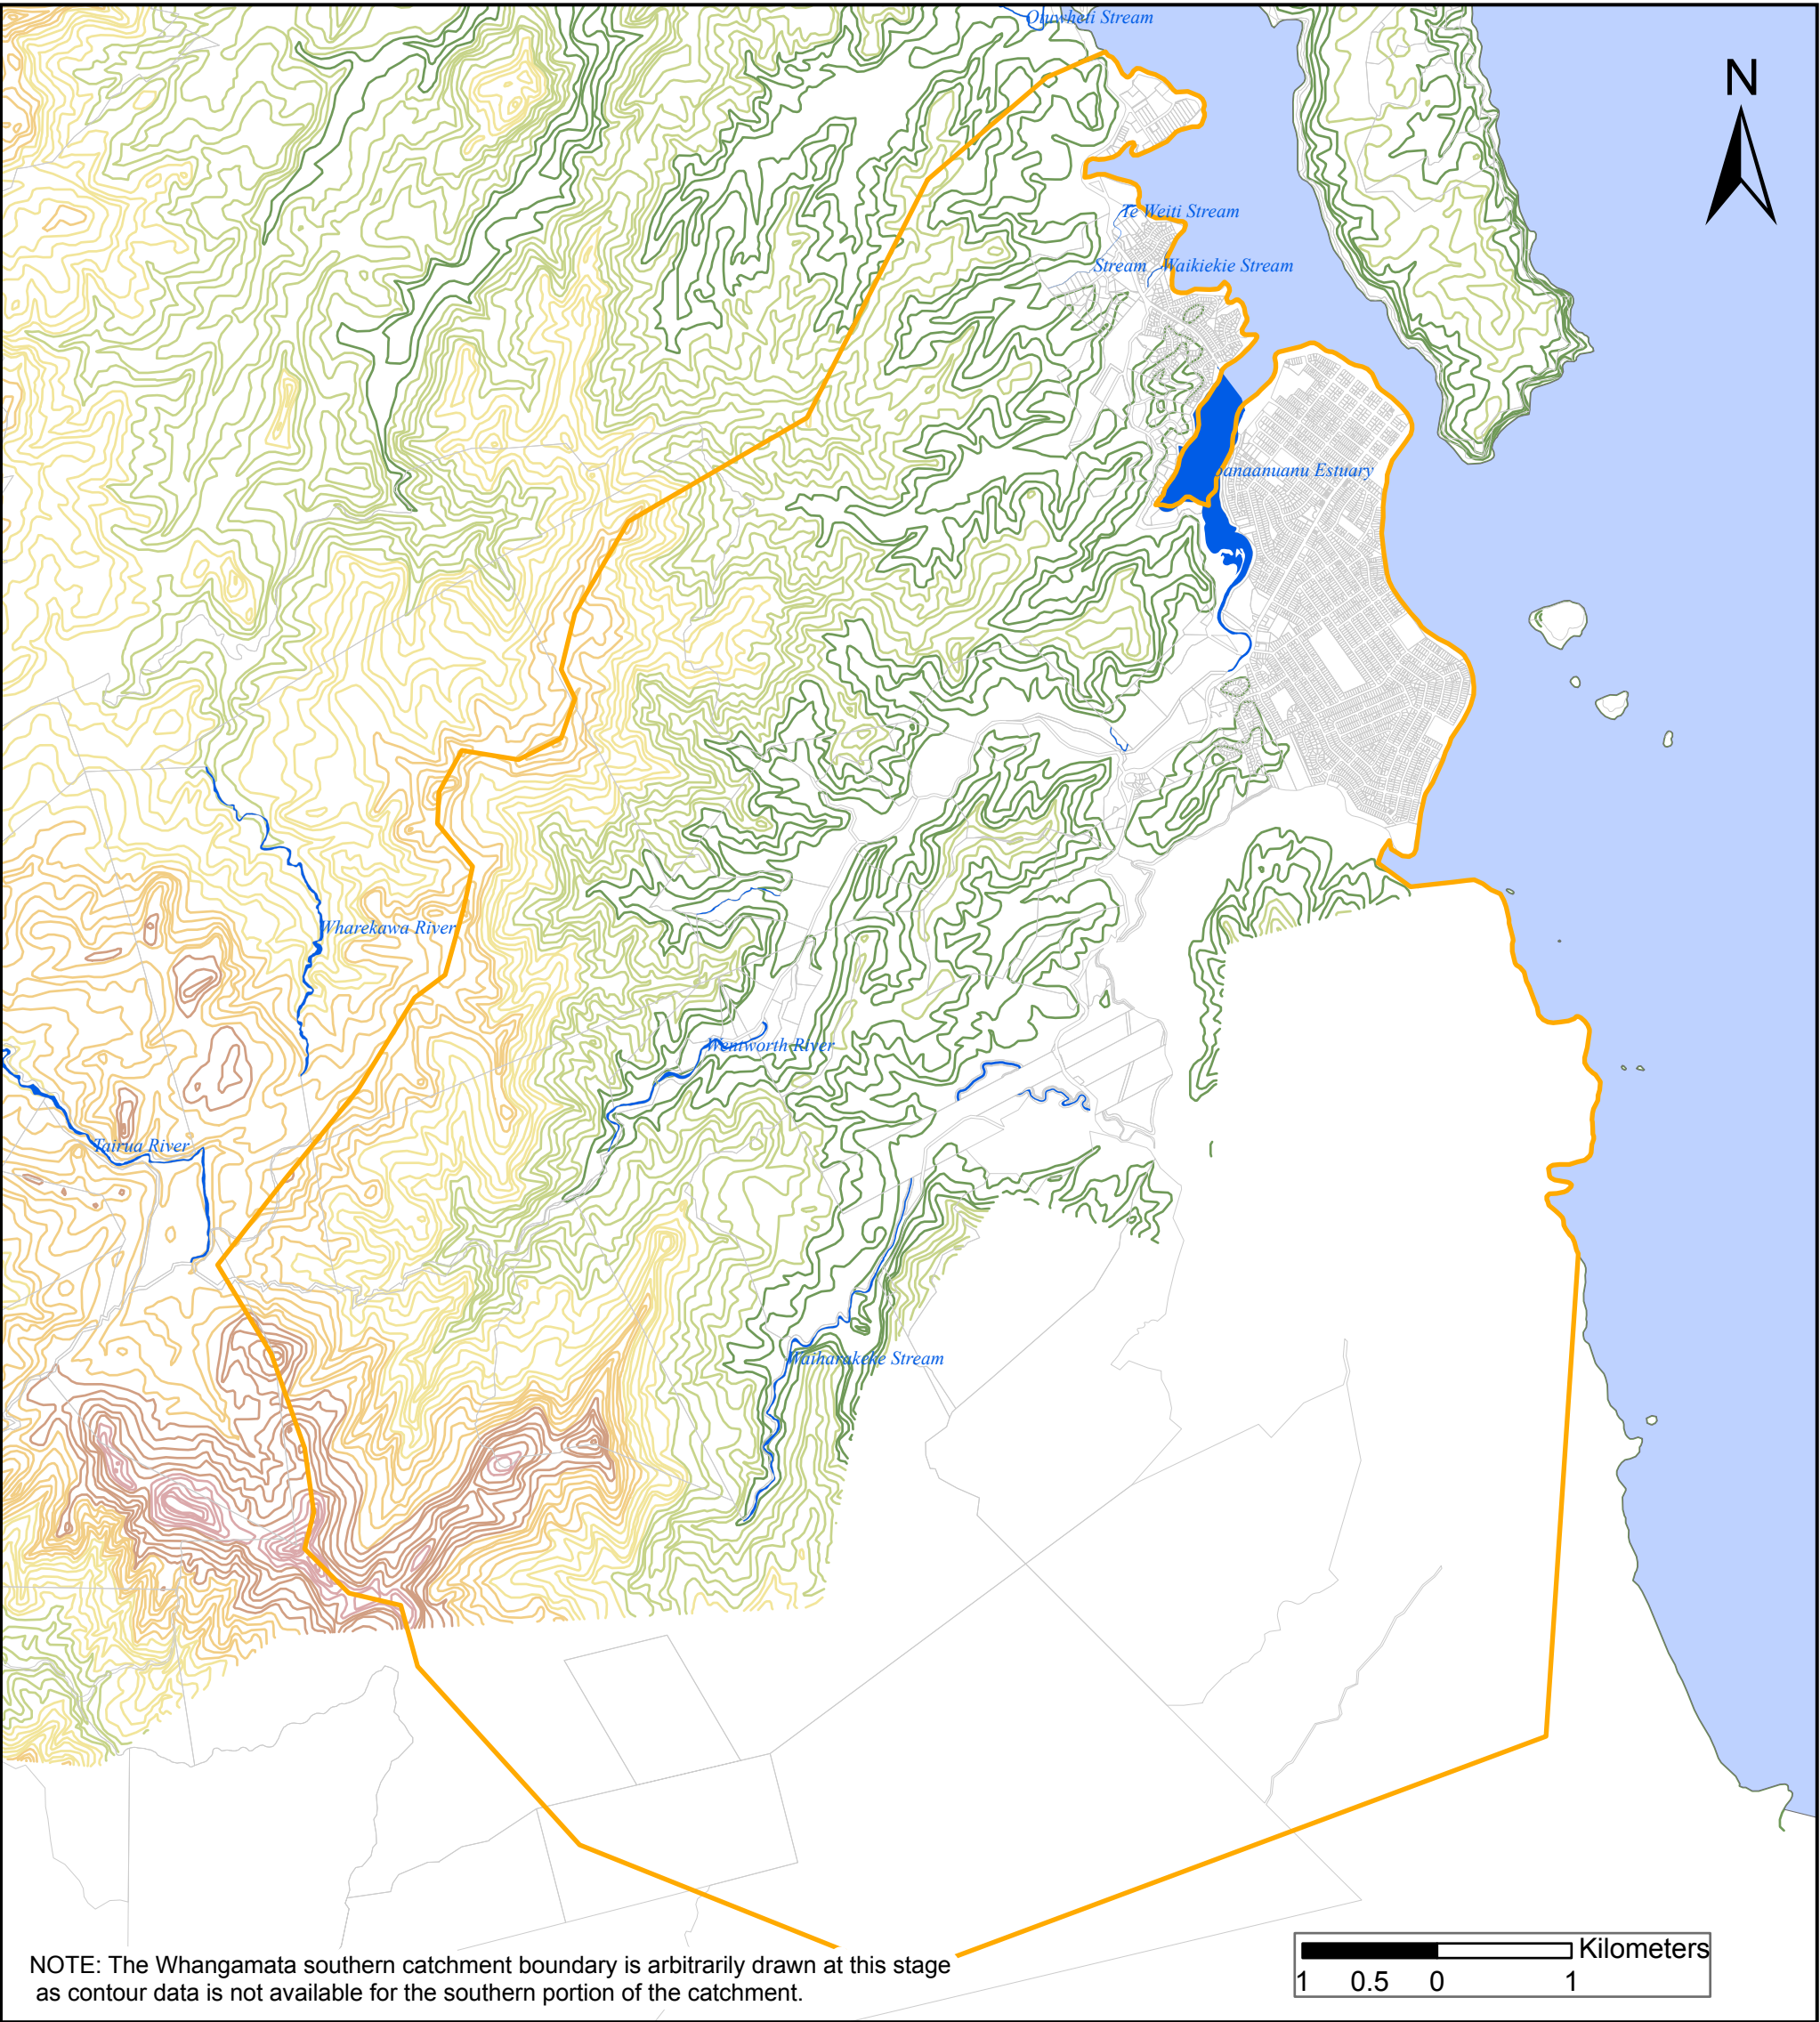 Oluwheti Stream
N
Te Weiti Stream
Stream Waikiekie Stream
Estuary
Wharekawa River
Wentworth River
Tairua River
Waiharakeke Stream
NOTE: The Whangamata southern catchment boundary is arbitrarily drawn at this stage
as contour data is not available for the southern portion of the catchment.
Kilometers
1 0.5 0 1